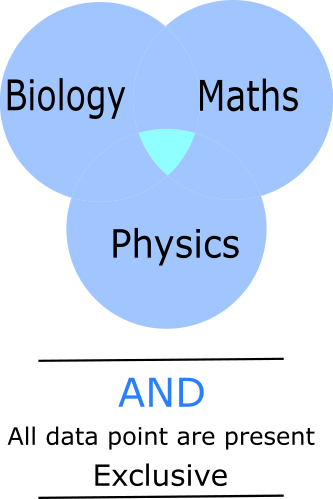 Biology Maths
Physics
AND
All data point are present
Exclusive